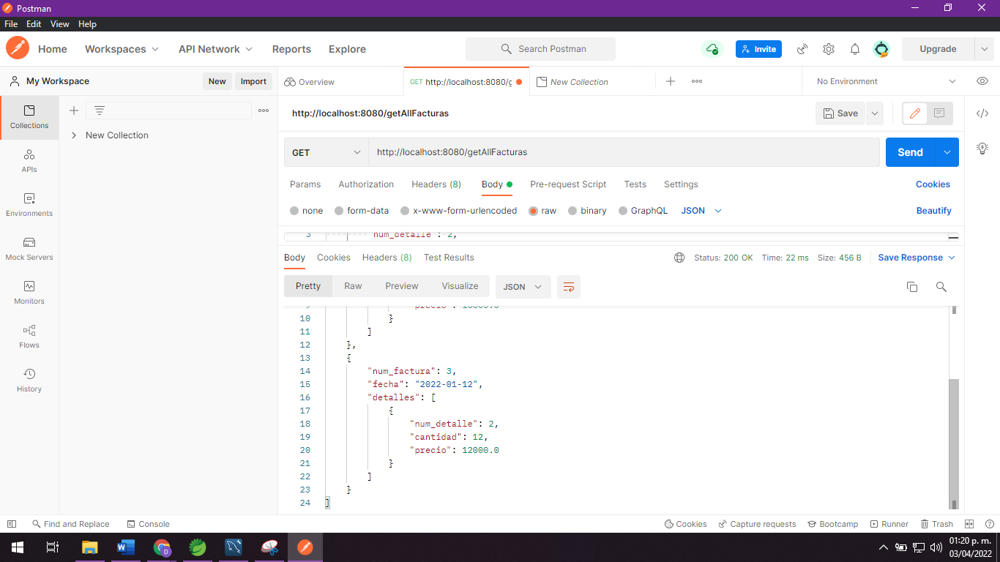 Postman
File Edit View Help
Home Workspaces API Network Reports Explore Search Postman Invite Upgrade
My Workspace New Import Overview GET http://localhost:8080/g New Collection No Environment
http://localhost:8080/getAllFacturas Save
Collections
New Collection
GET http://localhost:8080/getAllFacturas Send
APIs
Params Authorization Headers (8) Body Pre-request Script Tests Settings Cookies
Environments
none form-data x-www-form-urlencoded raw binary GraphQL JSON Beautify
3 num_detalle : 2,
Mock Servers
Body Cookies Headers (8) Test Results Status: 200 OK Time: 22 ms Size: 456 B Save Response
Monitors
Pretty Raw Preview Visualize JSON
10 }
11 ]
12 },
Flows
13 {
14 "num_factura": 3,
15 "fecha": "2022-01-12",
History
16 "detalles": [
17 {
18 "num_detalle": 2,
19 "cantidad": 12,
20 "precio": 12000.0
21 }
22 ]
23 }
24 ]
Find and Replace Console Cookies Capture requests Bootcamp Runner Trash
01:20 p. m.
03/04/2022